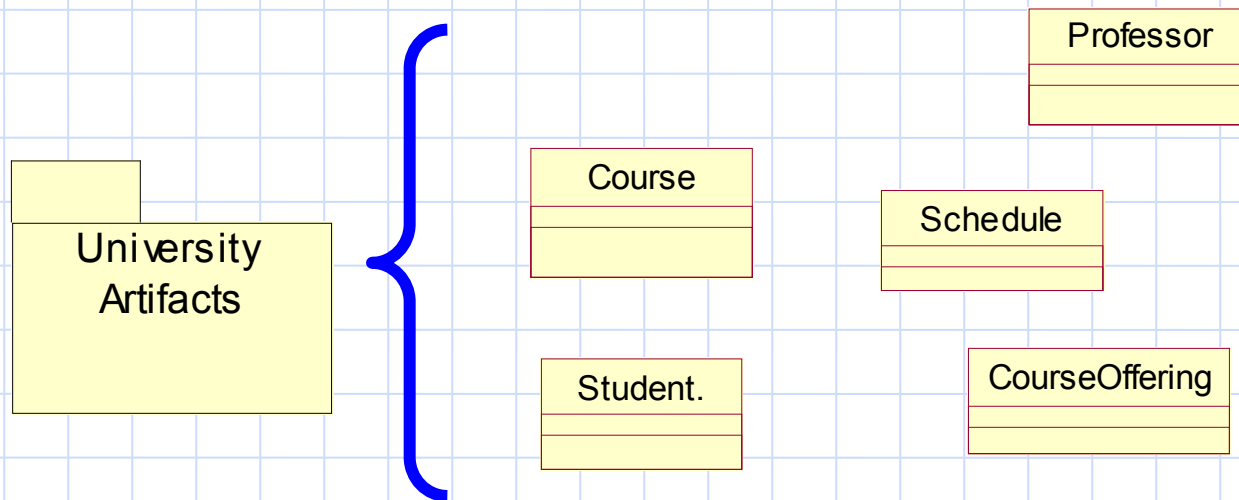 University
Artifacts
Professor
Course
Schedule
Student.
CourseOffering